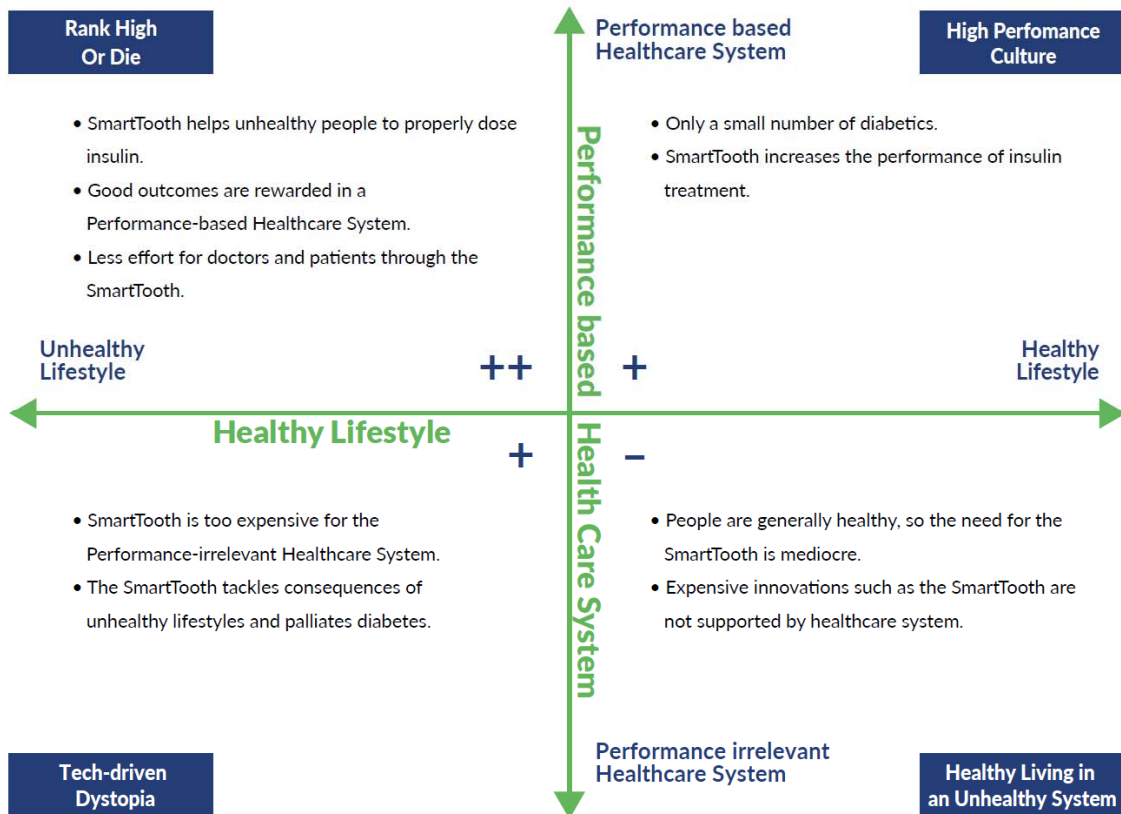 Rank High
Or Die
Performance based
Healthcare System
High Perfomance
Culture
• SmartTooth helps unhealthy people to properly dose
insulin.
• Good outcomes are rewarded in a
Performance-based Healthcare System.
• Less effort for doctors and patients through the
SmartTooth.
• Only a small number of diabetics.
• SmartTooth increases the performance of insulin
treatment.
Unhealthy
Lifestyle
++
+
Healthy
Lifestyle
Healthy Lifestyle
Performance based Health Care System
+
–
• SmartTooth is too expensive for the
Performance-irrelevant Healthcare System.
• The SmartTooth tackles consequences of
unhealthy lifestyles and palliates diabetes.
• People are generally healthy, so the need for the
SmartTooth is mediocre.
• Expensive innovations such as the SmartTooth are
not supported by healthcare system.
Tech-driven
Dystopia
Performance irrelevant
Healthcare System
Healthy Living in
an Unhealthy System